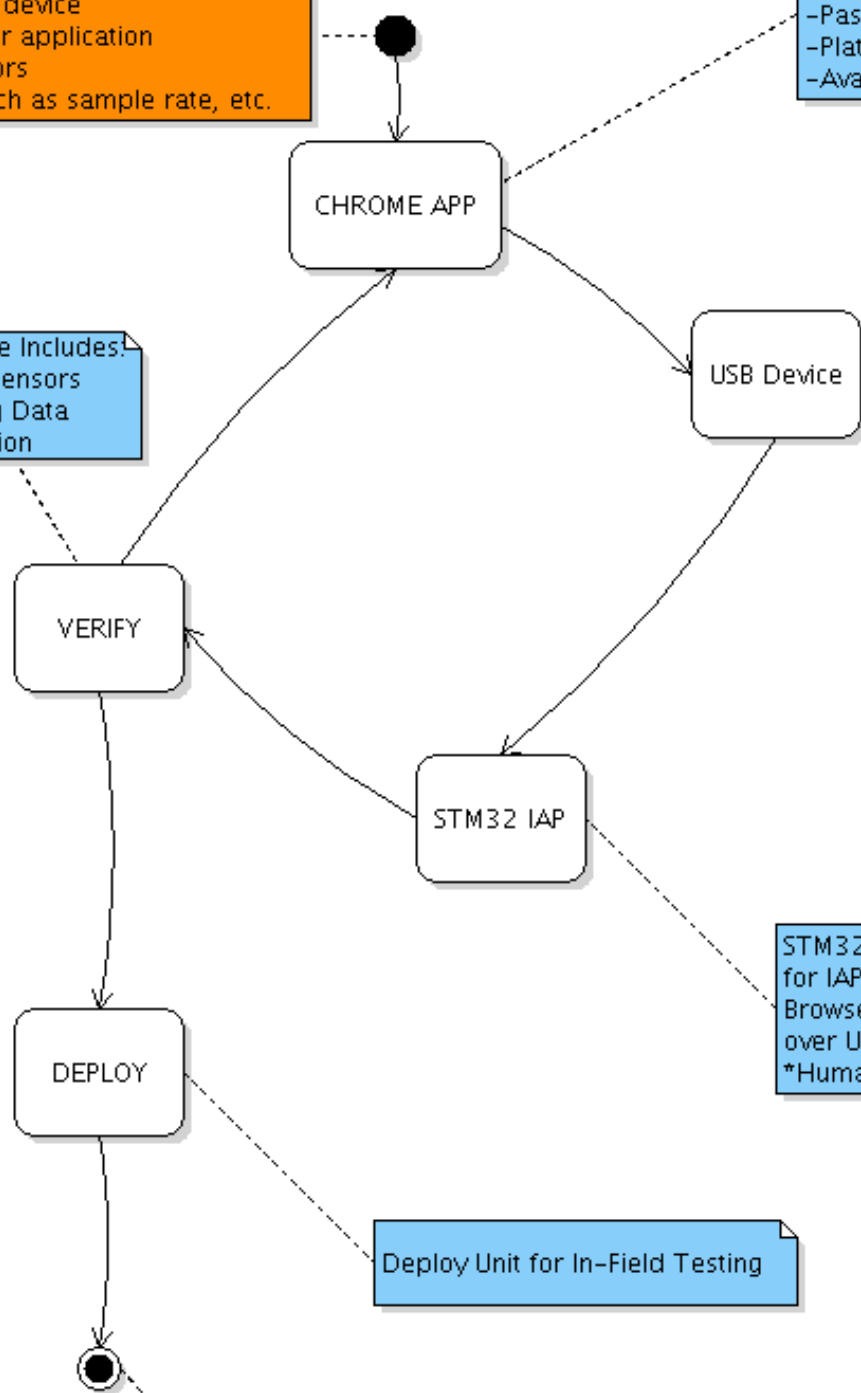 device
r application
ors
ch as sample rate, etc.
-Pas
-Plat
-Ava
CHROME APP
USB Device
e Includes:
ensors
g Data
ion
VERIFY
STM32 IAP
STM32
for IAP
Browse
over U
*Huma
DEPLOY
Deploy Unit for In-Field Testing